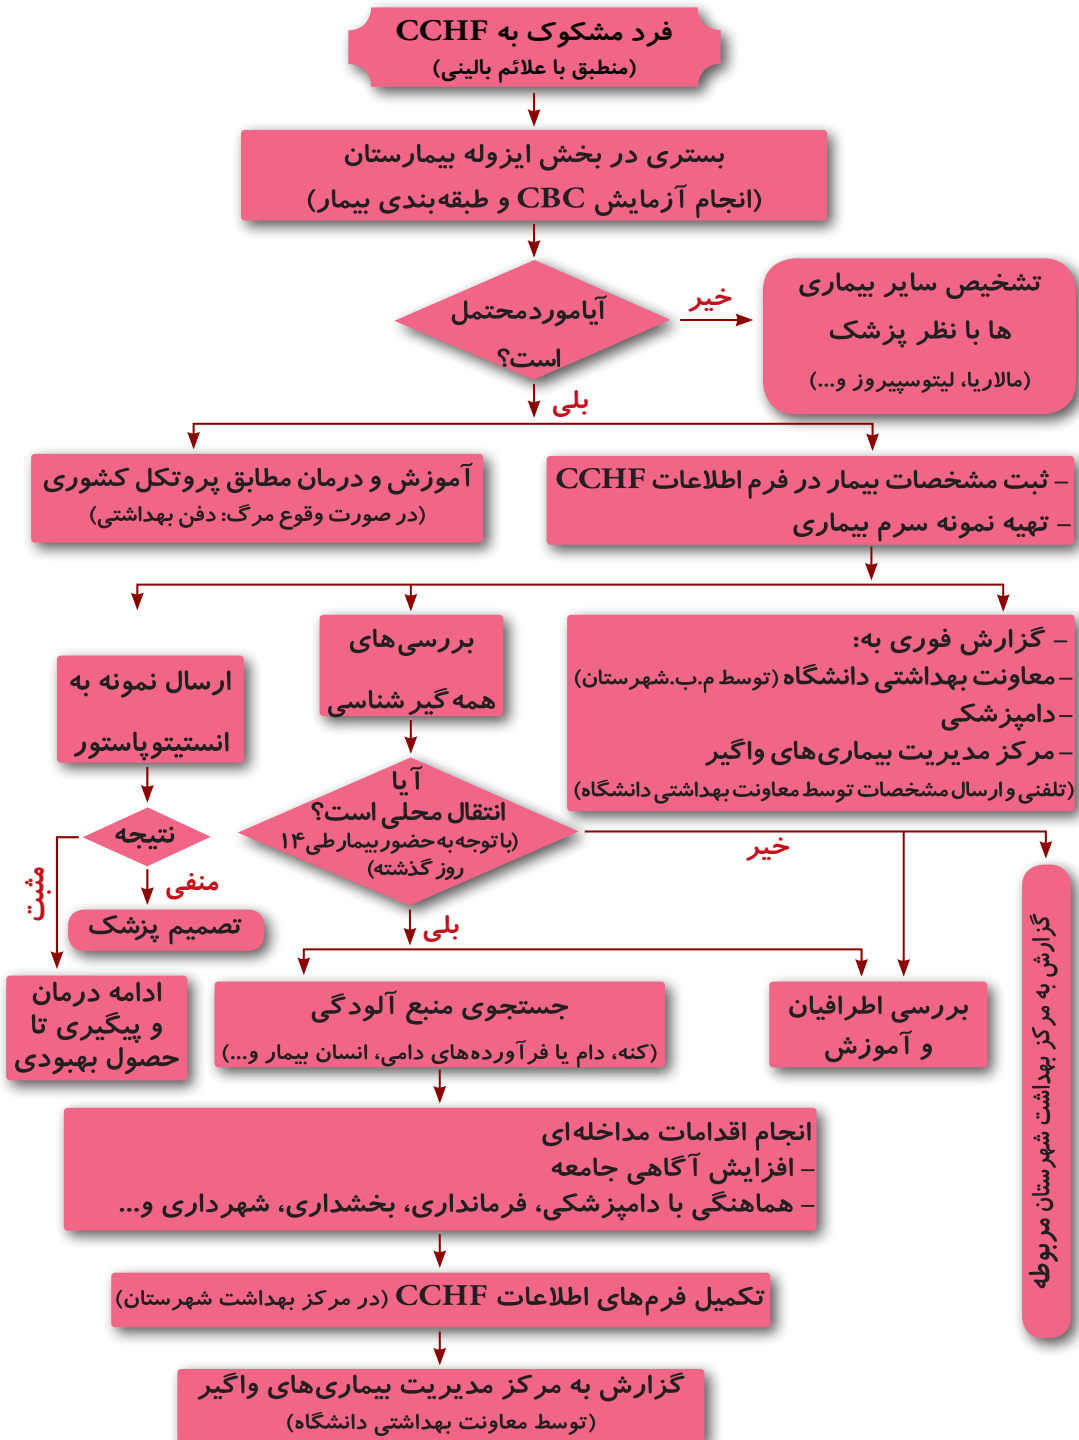 فرد مشکوک به CCHF
(منطبق با علائم بالینی)
بستری در بخش ایزوله بیمارستان
(انجام آزمایش CBC و طبقه‌بندی بیمار)
آیاموردمحتمل
است؟
خیر
تشخیص سایر بیماری
ها با نظر پزشک
(مالاریا، لیتوسپیروز و...)
بلی
– ثبت مشخصات بیمار در فرم اطلاعات CCHF
– تهیه نمونه سرم بیماری
آموزش و درمان مطابق پروتکل کشوری
(در صورت وقوع مرگ: دفن بهداشتی)
– گزارش فوری به:
–معاونت بهداشتی دانشگاه (توسط م.ب.شهرستان)
–دامپزشکی
– مرکز مدیریت بیماری‌های واگیر
(تلفنی و ارسال مشخصات توسط معاونت بهداشتی دانشگاه)
بررسی‌های
همه گیر شناسی
ارسال نمونه به
انستیتوپاستور
آیا
انتقال محلی است؟
(با توجه به حضور بیمار طی ۱۴
روز گذشته)
نتیجه
خیر
مثبت
منفی
تصمیم پزشک
بلی
گزارش به مرکز بهداشت شهرستان مربوطه
بررسی اطرافیان
و آموزش
جستجوی منبع آلودگی
(کنه، دام یا فرآورده‌های دامی، انسان بیمار و...)
ادامه درمان
و پیگیری تا
حصول بهبودی
انجام اقدامات مداخله‌ای
– افزایش آگاهی جامعه
– هماهنگی با دامپزشکی، فرمانداری، بخشداری، شهرداری و...
تکمیل فرم‌های اطلاعات CCHF (در مرکز بهداشت شهرستان)
گزارش به مرکز مدیریت بیماری‌های واگیر
(توسط معاونت بهداشتی دانشگاه)